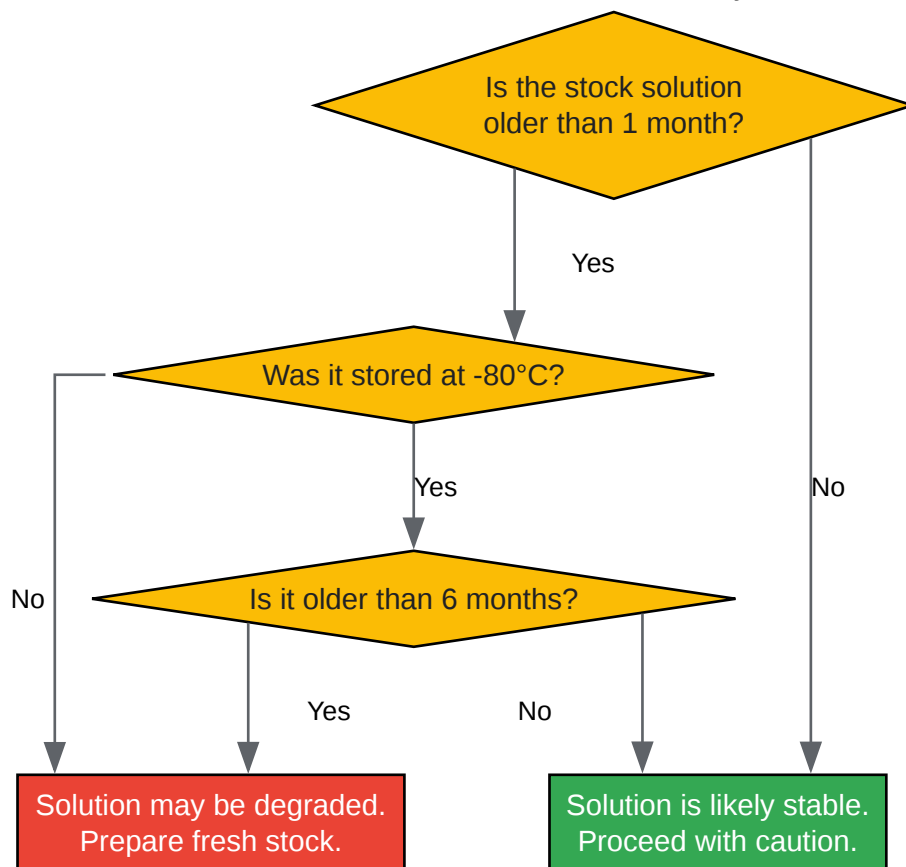 Is the stock solution
older than 1 month?
Yes
Was it stored at -80°C?
Yes
No
Is it older than 6 months?
No
Yes
No
Solution may be degraded.
Prepare fresh stock.
Solution is likely stable.
Proceed with caution.